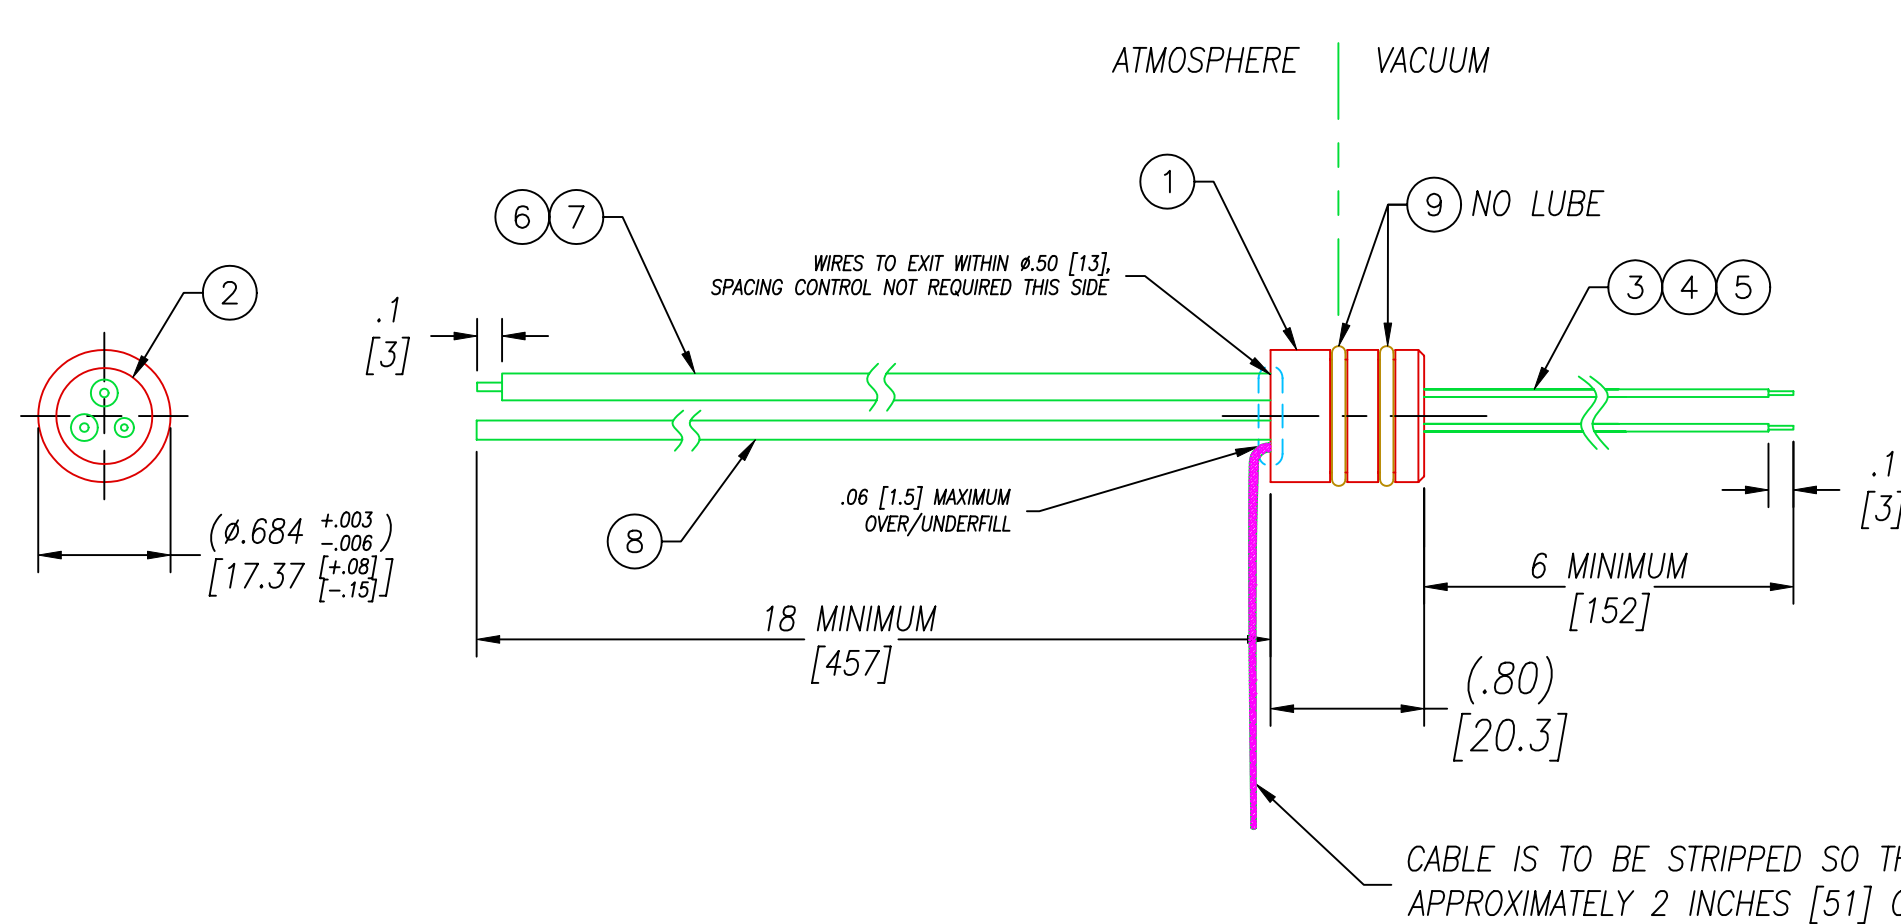 ATMOSPHERE VACUUM
1
9 NO LUBE
6 7
WIRES TO EXIT WITHIN ø.50 [13],
SPACING CONTROL NOT REQUIRED THIS SIDE
3 4 5
2
.1
[3]
.06 [1.5] MAXIMUM
OVER/UNDERFILL
8
.1
[3]
(ø.684 +.003 -.006)
[17.37 [+.08] [-.15]]
6 MINIMUM
[152]
18 MINIMUM
[457]
(.80)
[20.3]
CABLE IS TO BE STRIPPED SO
APPROXIMATELY 2 INCHES [51]